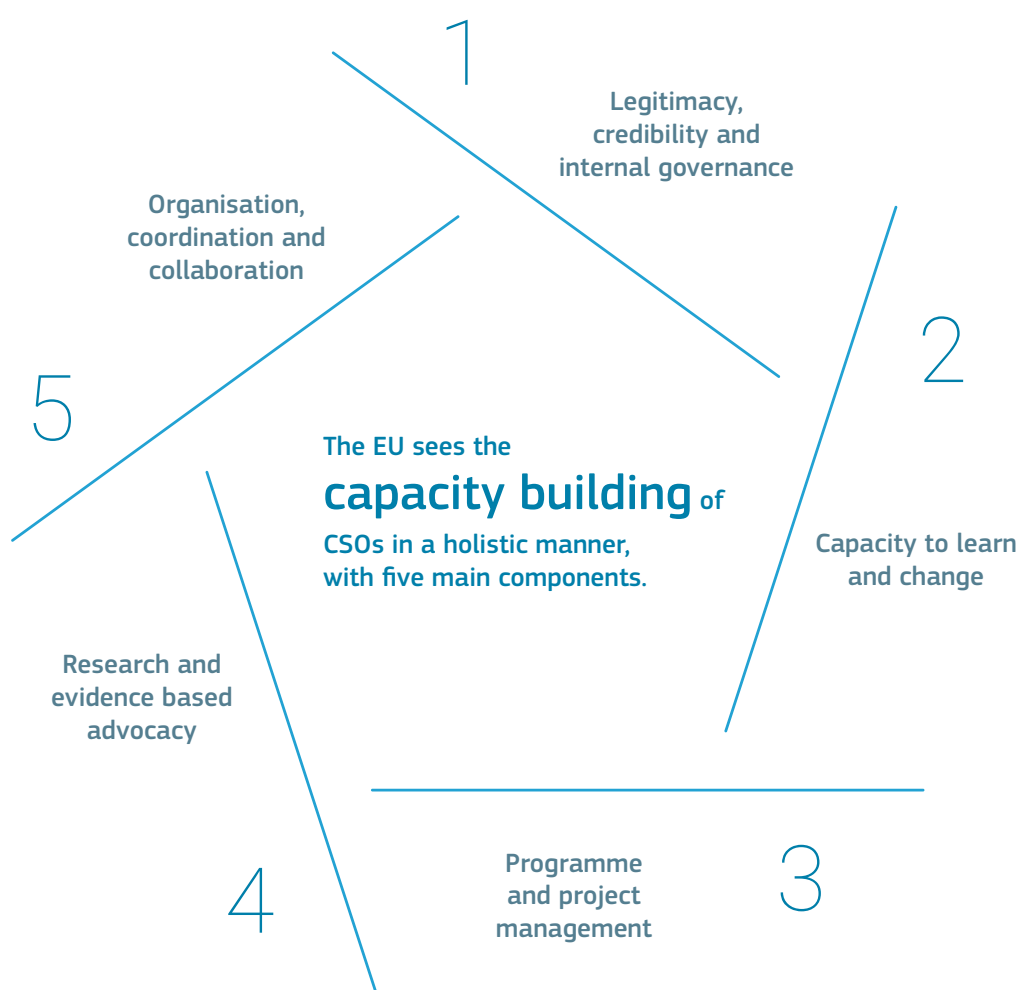 1
Legitimacy,
credibility and
internal governance
2
Capacity to learn
and change
3
Programme
and project
management
4
Research and
evidence based
advocacy
5
Organisation,
coordination and
collaboration
The EU sees the
capacity building of
CSOs in a holistic manner,
with five main components.